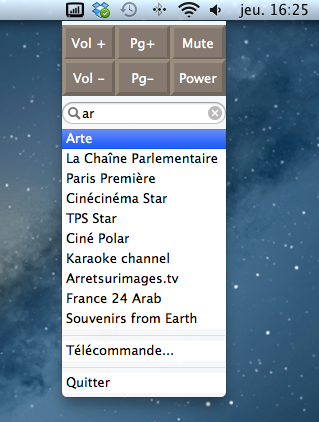 jeu. 16:25
Vol + Pg+ Mute
Vol - Pg- Power
ar
Arte
La Chaîne Parlementaire
Paris Première
Cinécinéma Star
TPS Star
Ciné Polar
Karaoke channel
Arretsurimages.tv
France 24 Arab
Souvenirs from Earth
Télécommande...
Quitter